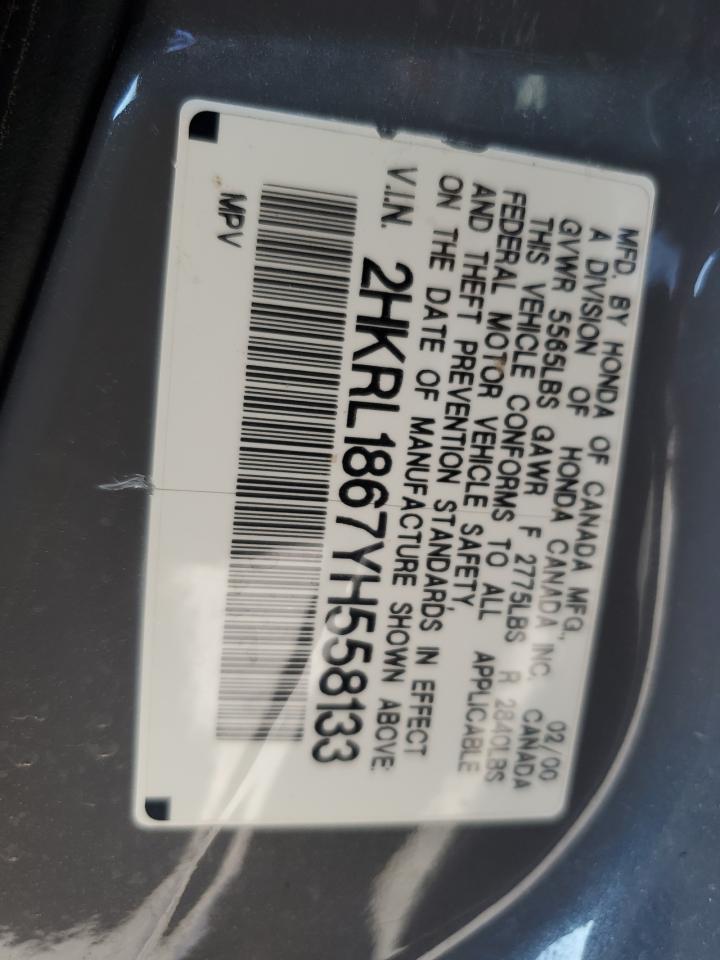 MFD. BY HONDA OF CANADA MFG., 02/00
A DIVISION OF HONDA CANADA INC. CANADA
GVWR 5565LBS GAWR F 2775LBS R 2840LBS
THIS VEHICLE CONFORMS TO ALL APPLICABLE
FEDERAL MOTOR VEHICLE SAFETY
AND THEFT PREVENTION STANDARDS IN EFFECT
ON THE DATE OF MANUFACTURE SHOWN ABOVE.
V.I.N. 2HKRL1867YH558133
MPV